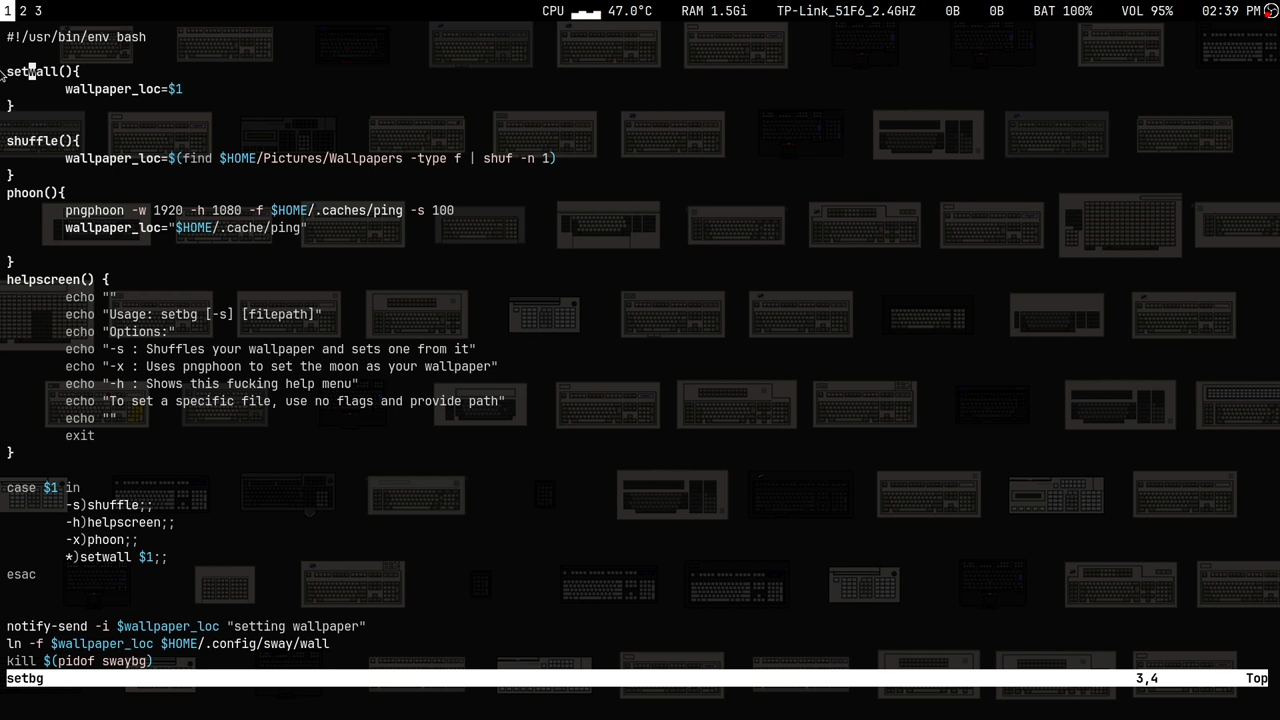 1 2 3 CPU ▃▄▃▄ 47.0°C RAM 1.5Gi TP-Link_51F6_2.4GHZ 0B 0B BAT 100% VOL 95% 02:39 PM
#!/usr/bin/env bash
setwall(){
wallpaper_loc=$1
}
shuffle(){
wallpaper_loc=$(find $HOME/Pictures/Wallpapers -type f | shuf -n 1)
}
phoon(){
pngphoon -w 1920 -h 1080 -f $HOME/.caches/ping -s 100
wallpaper_loc="$HOME/.cache/ping"
}
helpscreen() {
echo ""
echo "Usage: setbg [-s] [filepath]"
echo "Options:"
echo "-s : Shuffles your wallpaper and sets one from it"
echo "-x : Uses pngphoon to set the moon as your wallpaper"
echo "-h : Shows this fucking help menu"
echo "To set a specific file, use no flags and provide path"
echo ""
exit
}
case $1 in
-s)shuffle;;
-h)helpscreen;;
-x)phoon;;
*)setwall $1;;
esac
notify-send -i $wallpaper_loc "setting wallpaper"
ln -f $wallpaper_loc $HOME/.config/sway/wall
kill $(pidof swaybg)
setbg 3,4 Top